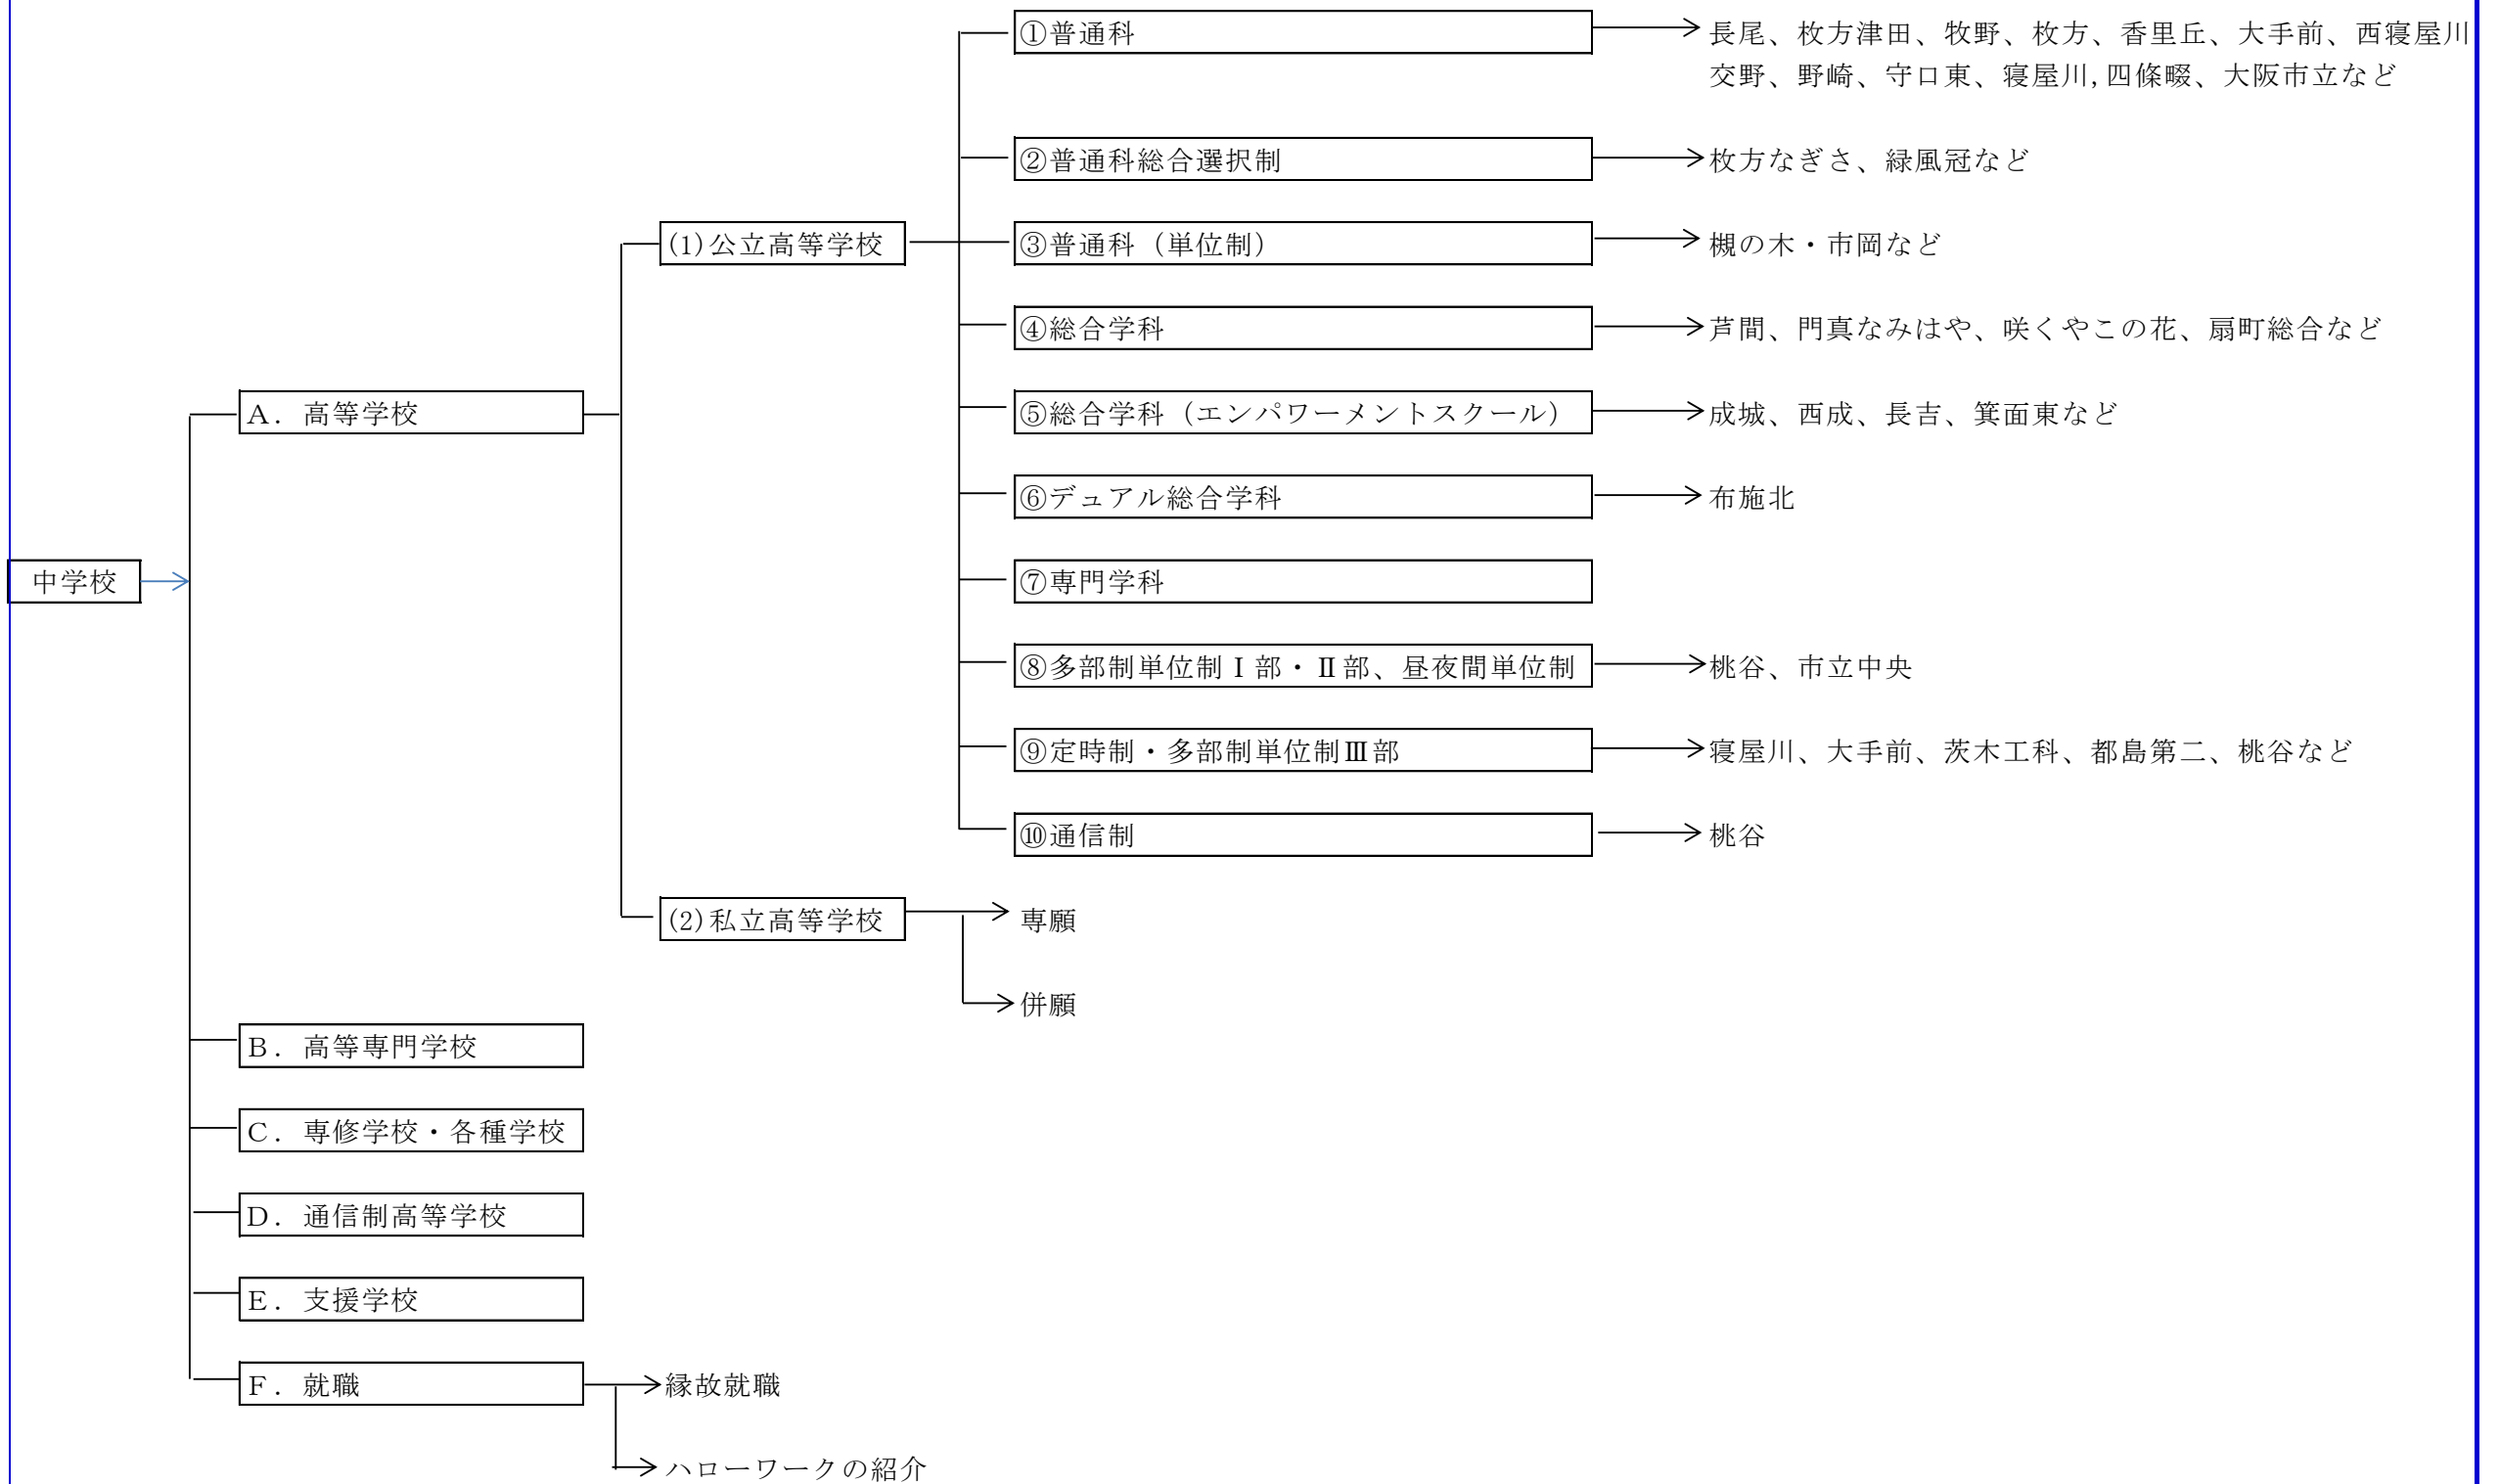 ①普通科
長尾、枚方津田、牧野、枚方、香里丘、大手前、西寝屋川
交野、野崎、守口東、寝屋川,四條畷、大阪市立など
②普通科総合選択制
枚方なぎさ、緑風冠など
(1)公立高等学校
③普通科（単位制）
槻の木・市岡など
④総合学科
芦間、門真なみはや、咲くやこの花、扇町総合など
A．高等学校
⑤総合学科（エンパワーメントスクール）
成城、西成、長吉、箕面東など
⑥デュアル総合学科
布施北
中学校
⑦専門学科
⑧多部制単位制Ⅰ部・Ⅱ部、昼夜間単位制
桃谷、市立中央
⑨定時制・多部制単位制Ⅲ部
寝屋川、大手前、茨木工科、都島第二、桃谷など
⑩通信制
桃谷
(2)私立高等学校
専願
併願
B．高等専門学校
C．専修学校・各種学校
D．通信制高等学校
E．支援学校
F．就職
縁故就職
ハローワークの紹介